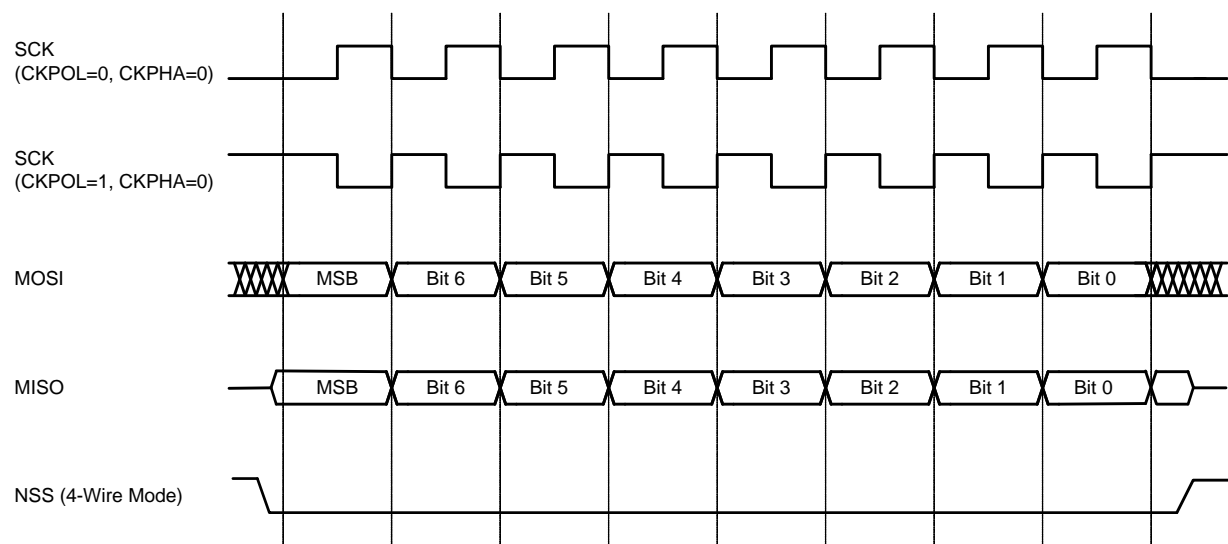 SCK
(CKPOL=0, CKPHA=0)
SCK
(CKPOL=1, CKPHA=0)
MOSI
MSB Bit 6 Bit 5 Bit 4 Bit 3 Bit 2 Bit 1 Bit 0
MISO
MSB Bit 6 Bit 5 Bit 4 Bit 3 Bit 2 Bit 1 Bit 0
NSS (4-Wire Mode)